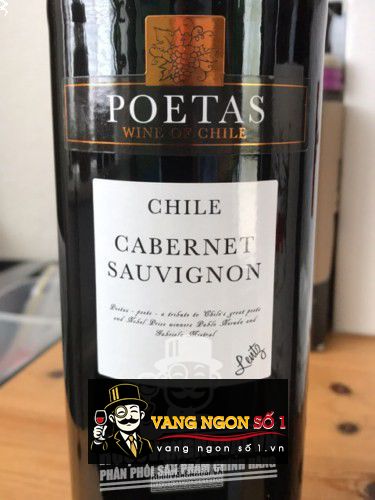 POETAS
WINE OF CHILE
CHILE
CABERNET
SAUVIGNON
Poetas - poets - a tribute to Chile's great poets
and Nobel Prize winners Pablo Neruda and
Gabriela Mistral
Lentz
VANG NGON SỐ 1
vang ngon số 1.vn
PHÂN PHỐI SẢN PHẨM CHÍNH HÃNG